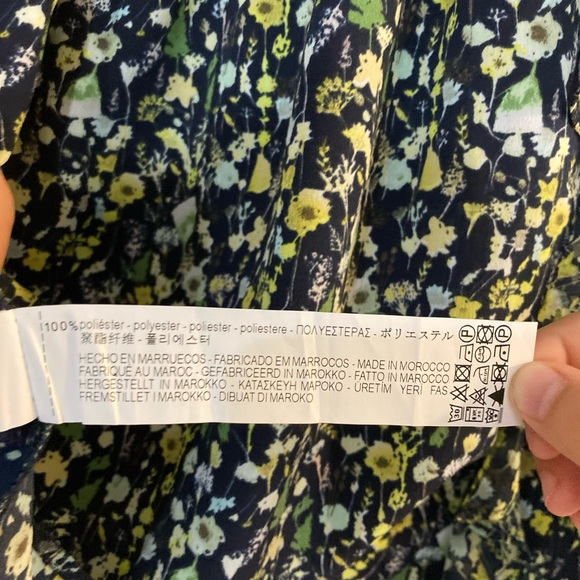 100% poliéster - polyester - poliester - poliestere - ΠΟΛΥΕΣΤΕΡΑΣ - ポリエステル
聚酯纤维 - 폴리에스터
HECHO EN MARRUECOS - FABRICADO EM MARROCOS - MADE IN MOROCCO
FABRIQUÉ AU MAROC - GEFABRICEERD IN MAROKKO - FATTO IN MAROCCO
HERGESTELLT IN MAROKKO - ΚΑΤΑΣΚΕΥΗ ΜΑΡΟΚΟ - ÜRETİM YERİ FAS
FREMSTILLET I MAROKKO - DIBUAT DI MAROKO